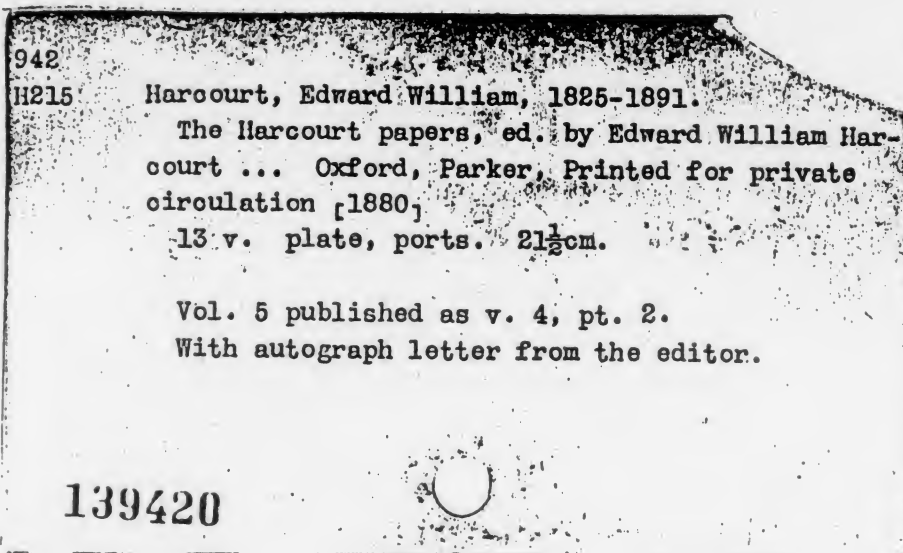 942
H215 Harcourt, Edward William, 1825-1891.
The Harcourt papers, ed. by Edward William Har-
court ... Oxford, Parker, Printed for private
circulation [1880]
13 v. plate, ports. 21½cm.
Vol. 5 published as v. 4, pt. 2.
With autograph letter from the editor.
139420